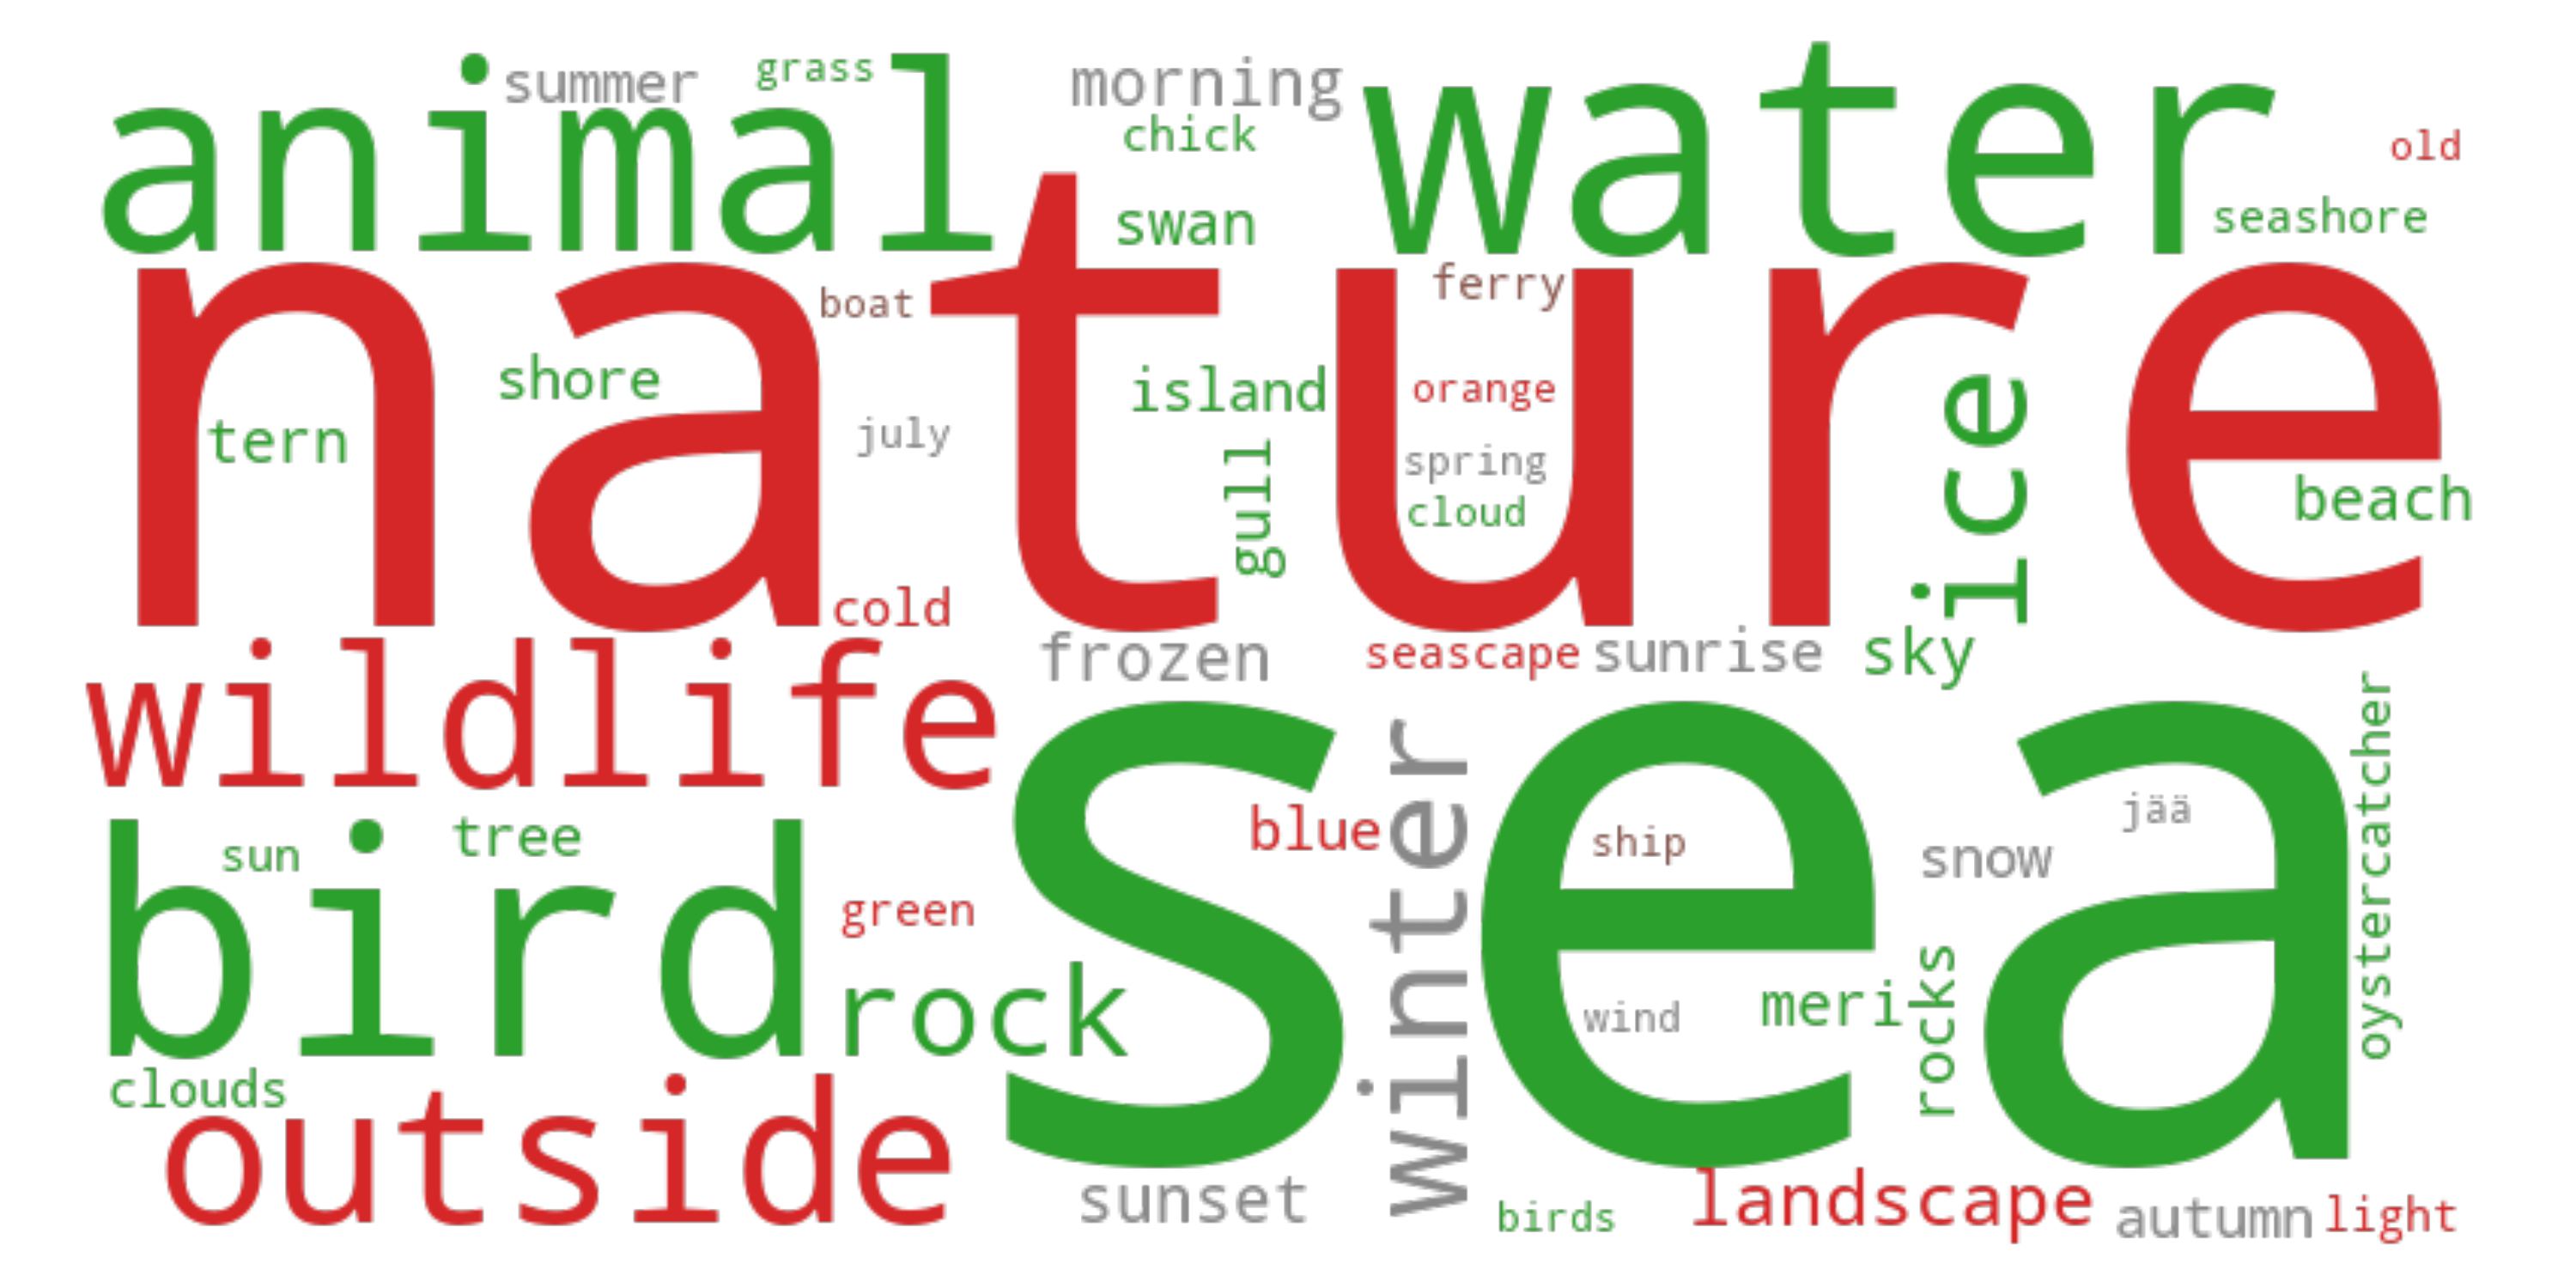 summer
grass
morning
animal
water
chick
old
swan
seashore
nature
boat
ferry
shore
island
orange
ice
tern
july
gull
spring
cloud
beach
cold
wildlife
frozen
seascape
sunrise
sky
sea
winter
oystercatcher
bird
sun
tree
blue
ship
jää
snow
green
rock
wind
meri
rocks
clouds
outside
sunset
birds
landscape
autumn
light